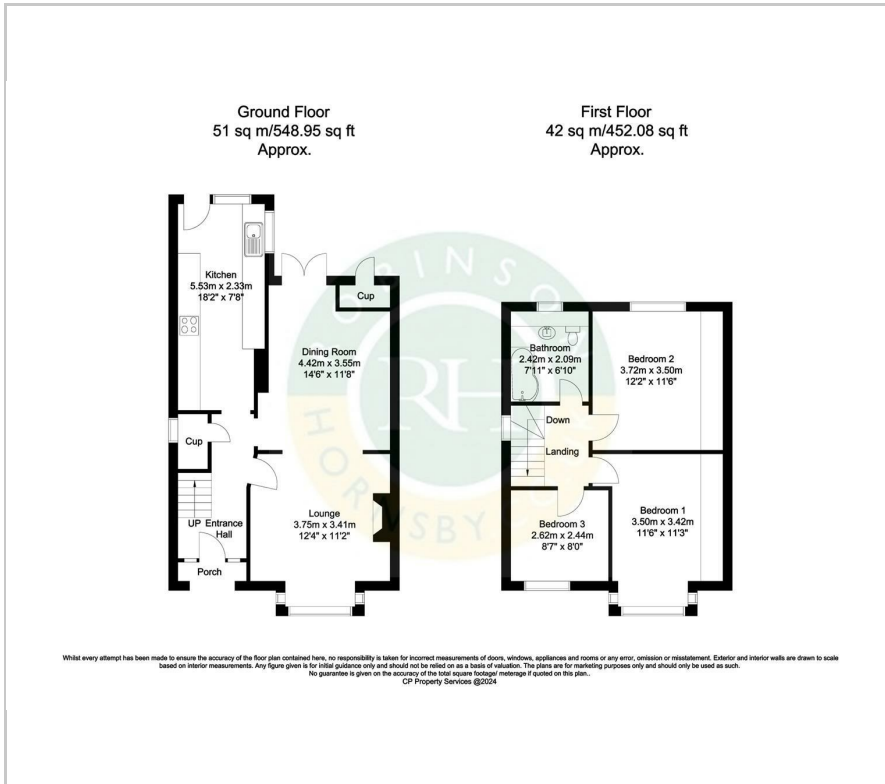 Ground Floor
51 sq m/548.95 sq ft
Approx.
First Floor
42 sq m/452.08 sq ft
Approx.
Kitchen
5.53m x 2.33m
18'2" x 7'8"
Cup
Dining Room
4.42m x 3.55m
14'6" x 11'8"
Cup
Lounge
3.75m x 3.41m
12'4" x 11'2"
UP Entrance
Hall
Porch
Bathroom
2.42m x 2.09m
7'11" x 6'10"
Bedroom 2
3.72m x 3.50m
12'2" x 11'6"
Down
Landing
Bedroom 3
2.62m x 2.44m
8'7" x 8'0"
Bedroom 1
3.50m x 3.42m
11'6" x 11'3"
ROBINSON
RH
HORNSBY
Whilst every attempt has been made to ensure the accuracy of the floor plan contained here, no responsibility is taken for incorrect measurements of doors, windows, appliances and rooms or any error, omission or misstatement. Exterior and interior walls are drawn to scale
based on interior measurements. Any figure given is for initial guidance only and should not be relied on as a basis of valuation. The plans are for marketing purposes only and should only be used as such.
No guarantee is given on the accuracy of the total square footage/ meterage if quoted on this plan..
CP Property Services @2024